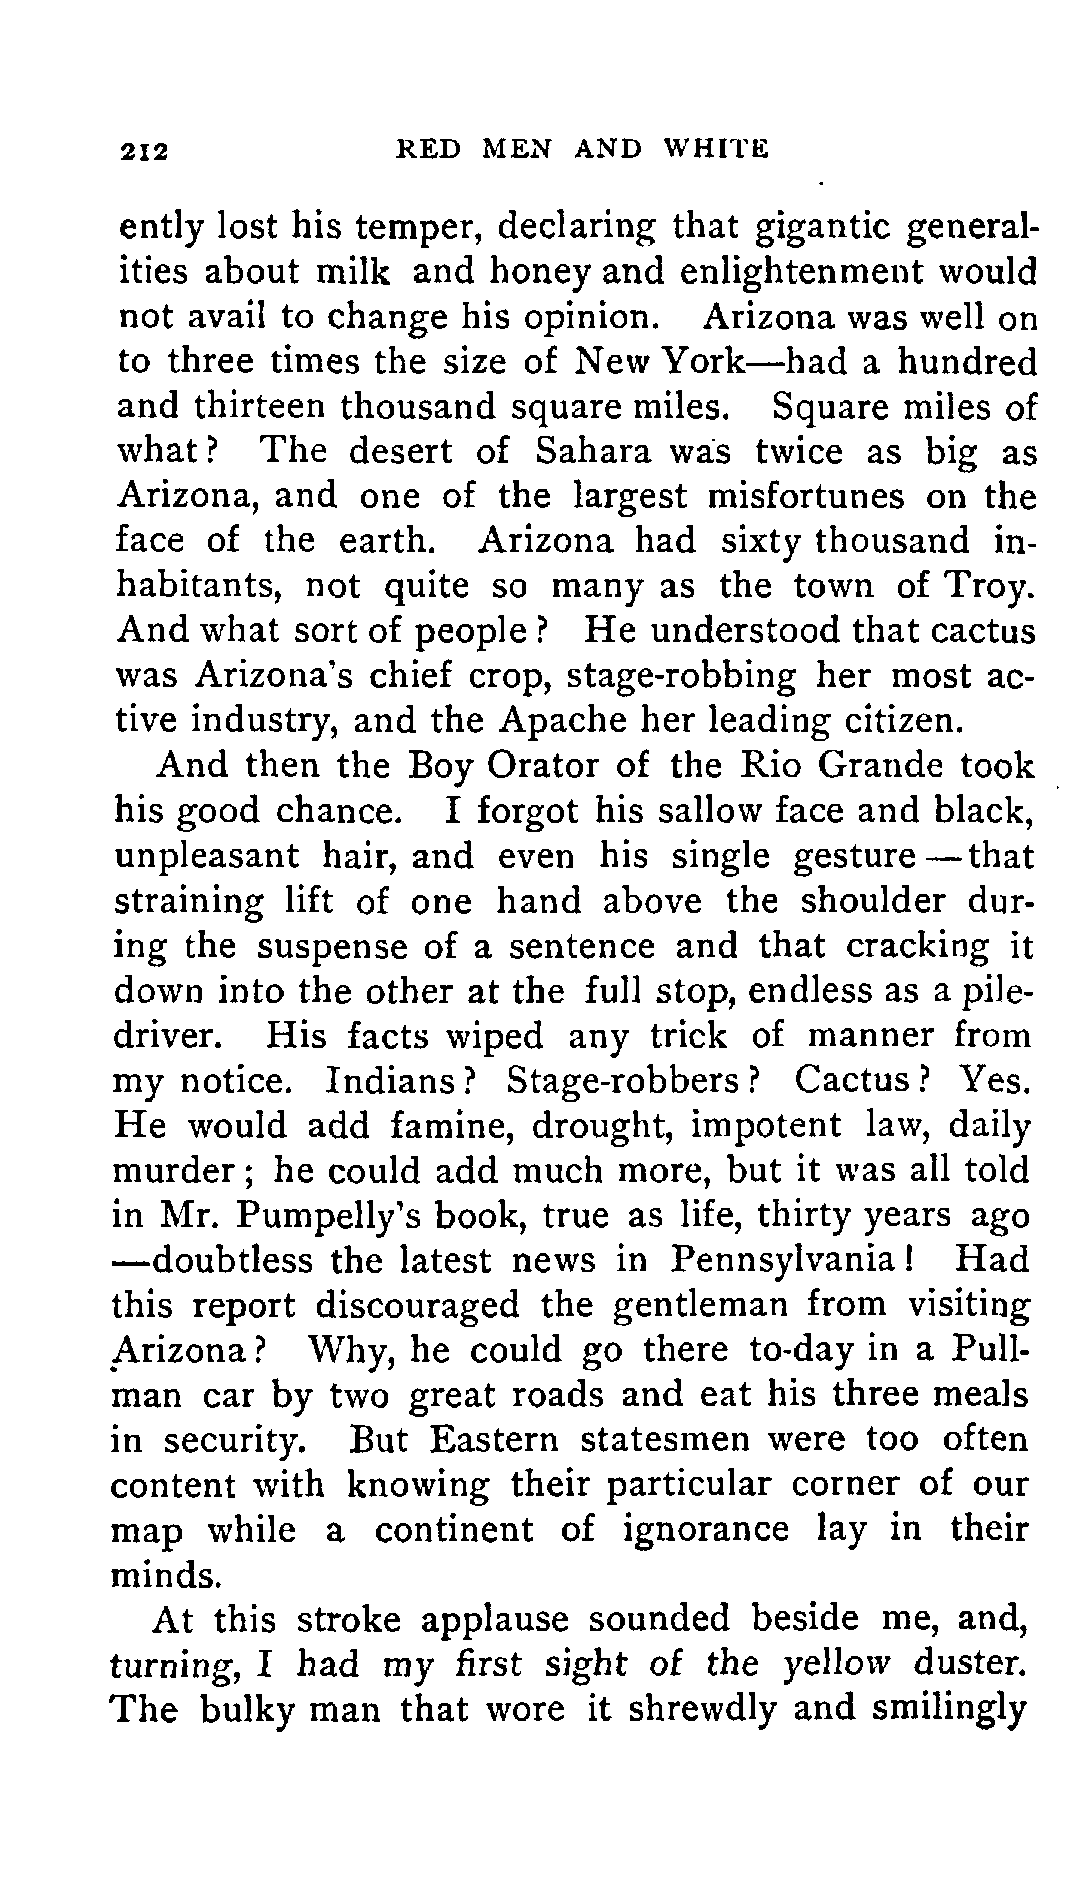 212 RED MEN AND WHITE
ently lost his temper, declaring that gigantic general-
ities about milk and honey and enlightenment would
not avail to change his opinion. Arizona was well on
to three times the size of New York—had a hundred
and thirteen thousand square miles. Square miles of
what? The desert of Sahara was twice as big as
Arizona, and one of the largest misfortunes on the
face of the earth. Arizona had sixty thousand in-
habitants, not quite so many as the town of Troy.
And what sort of people? He understood that cactus
was Arizona's chief crop, stage-robbing her most ac-
tive industry, and the Apache her leading citizen.
And then the Boy Orator of the Rio Grande took
his good chance. I forgot his sallow face and black,
unpleasant hair, and even his single gesture—that
straining lift of one hand above the shoulder dur-
ing the suspense of a sentence and that cracking it
down into the other at the full stop, endless as a pile-
driver. His facts wiped any trick of manner from
my notice. Indians? Stage-robbers? Cactus? Yes.
He would add famine, drought, impotent law, daily
murder; he could add much more, but it was all told
in Mr. Pumpelly's book, true as life, thirty years ago
—doubtless the latest news in Pennsylvania! Had
this report discouraged the gentleman from visiting
Arizona? Why, he could go there to-day in a Pull-
man car by two great roads and eat his three meals
in security. But Eastern statesmen were too often
content with knowing their particular corner of our
map while a continent of ignorance lay in their
minds.
At this stroke applause sounded beside me, and,
turning, I had my first sight of the yellow duster.
The bulky man that wore it shrewdly and smilingly